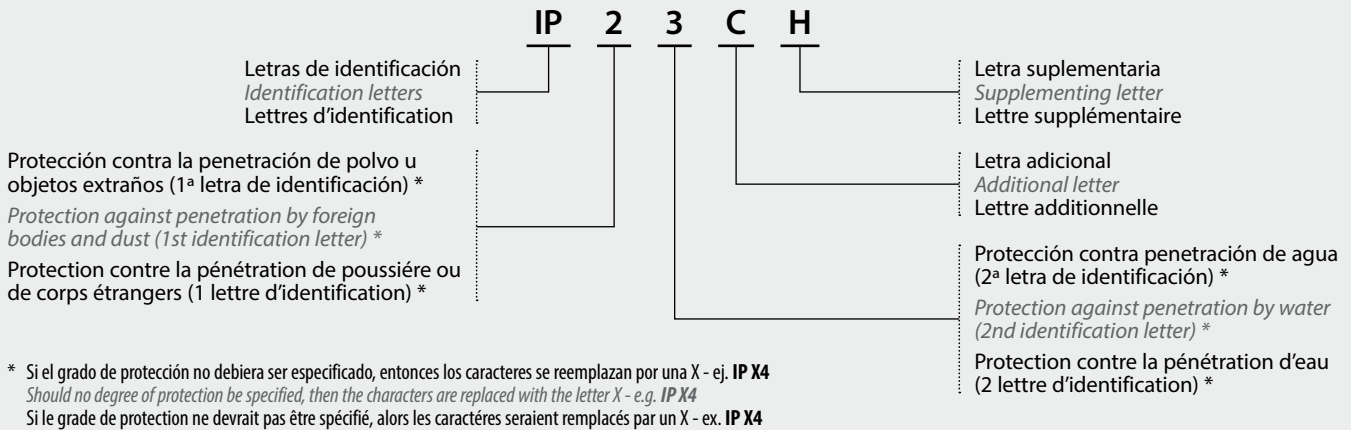 IP 2 3 C H
Letras de identificación
Identification letters
Lettres d'identification
Protección contra la penetración de polvo u
objetos extraños (1ª letra de identificación) *
Protection against penetration by foreign
bodies and dust (1st identification letter) *
Protection contre la pénétration de poussiére ou
de corps étrangers (1 lettre d'identification) *
Letra suplementaria
Supplementing letter
Lettre supplémentaire
Letra adicional
Additional letter
Lettre additionnelle
Protección contra penetración de agua
(2ª letra de identificación) *
Protection against penetration by water
(2nd identification letter) *
Protection contre la pénétration d'eau
(2 lettre d'identification) *
* Si el grado de protección no debiera ser especificado, entonces los caracteres se reemplazan por una X - ej. IP X4
Should no degree of protection be specified, then the characters are replaced with the letter X - e.g. IP X4
Si le grade de protection ne devrait pas être spécifié, alors les caractéres seraient remplacés par un X - ex. IP X4